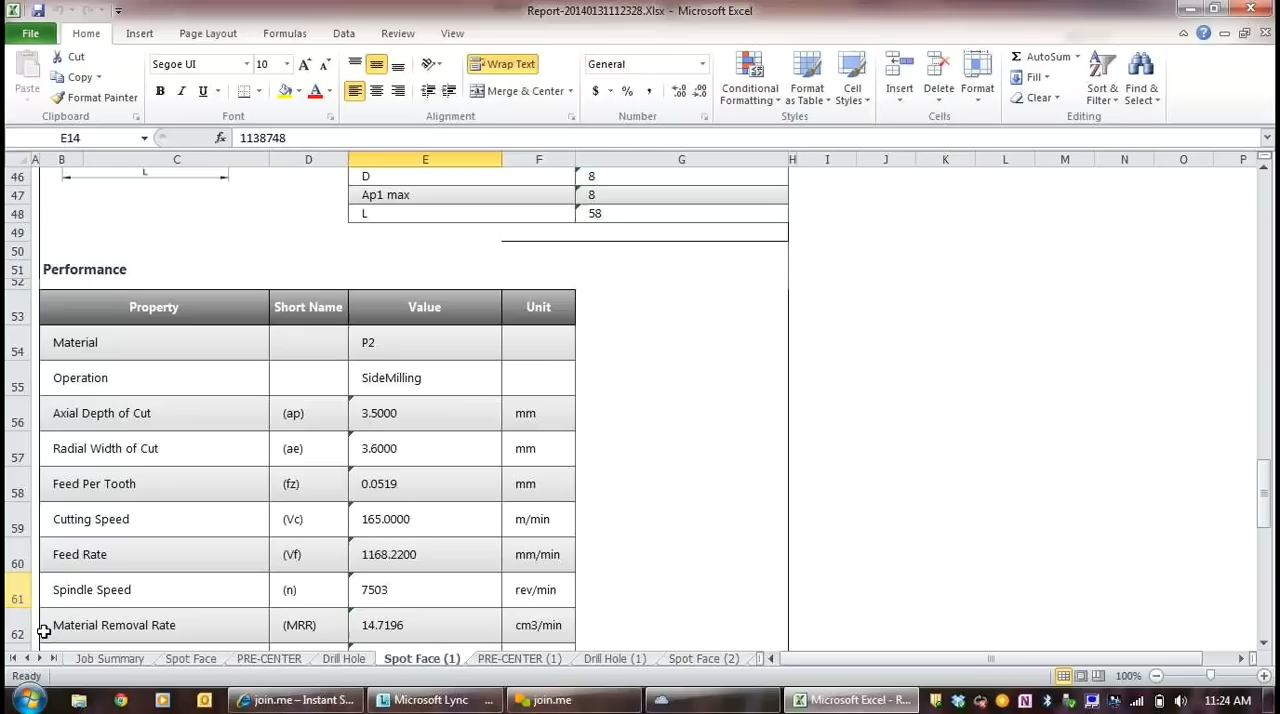 Report-20140131112328.Xlsx - Microsoft Excel
File Home Insert Page Layout Formulas Data Review View
Paste
Cut
Copy
Format Painter
Clipboard
Segoe UI 10
B I U
Font
Wrap Text
Merge & Center
Alignment
General
$ % ,
Number
Conditional Formatting
Format as Table
Cell Styles
Styles
Insert Delete Format
Cells
AutoSum
Fill
Clear
Sort & Filter
Find & Select
Editing
E14 fx 1138748
A B C D E F G H I J K L M N O P
46 L D 8
47 Ap1 max 8
48 L 58
49
50
51 Performance
52
53 Property Short Name Value Unit
54 Material P2
55 Operation SideMilling
56 Axial Depth of Cut (ap) 3.5000 mm
57 Radial Width of Cut (ae) 3.6000 mm
58 Feed Per Tooth (fz) 0.0519 mm
59 Cutting Speed (Vc) 165.0000 m/min
60 Feed Rate (Vf) 1168.2200 mm/min
61 Spindle Speed (n) 7503 rev/min
62 Material Removal Rate (MRR) 14.7196 cm3/min
Job Summary Spot Face PRE-CENTER Drill Hole Spot Face (1) PRE-CENTER (1) Drill Hole (1) Spot Face (2)
Ready 100%
join.me – Instant S... Microsoft Lync ... join.me Microsoft Excel - R... 11:24 AM